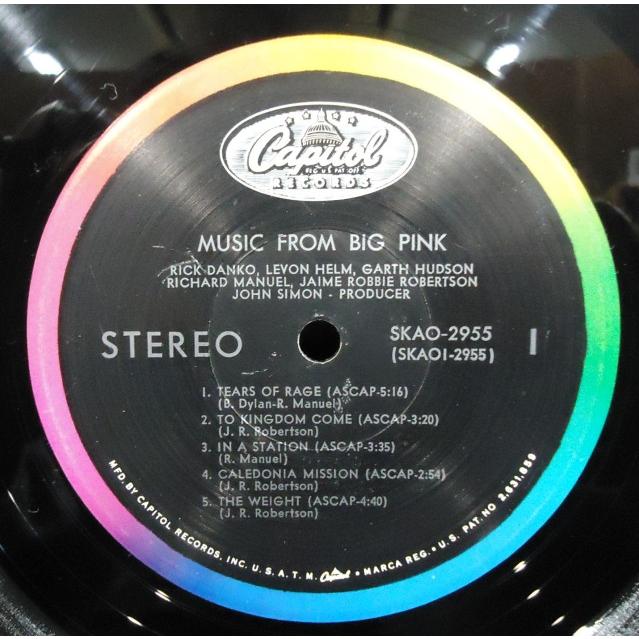 Capitol
REG. U.S. PAT. OFF.
RECORDS
MUSIC FROM BIG PINK
RICK DANKO, LEVON HELM, GARTH HUDSON
RICHARD MANUEL, JAIME ROBBIE ROBERTSON
JOHN SIMON - PRODUCER
STEREO
SKAO-2955
(SKAO1-2955)
1
1. TEARS OF RAGE (ASCAP-5:16)
(B. Dylan-R. Manuel)
2. TO KINGDOM COME (ASCAP-3:20)
(J. R. Robertson)
3. IN A STATION (ASCAP-3:35)
(R. Manuel)
4. CALEDONIA MISSION (ASCAP-2:54)
(J. R. Robertson)
5. THE WEIGHT (ASCAP-4:40)
(J. R. Robertson)
MFD. BY CAPITOL RECORDS, INC. U.S.A. T.M. Capitol • MARCA REG. • U.S. PAT. NO. 2,631,859